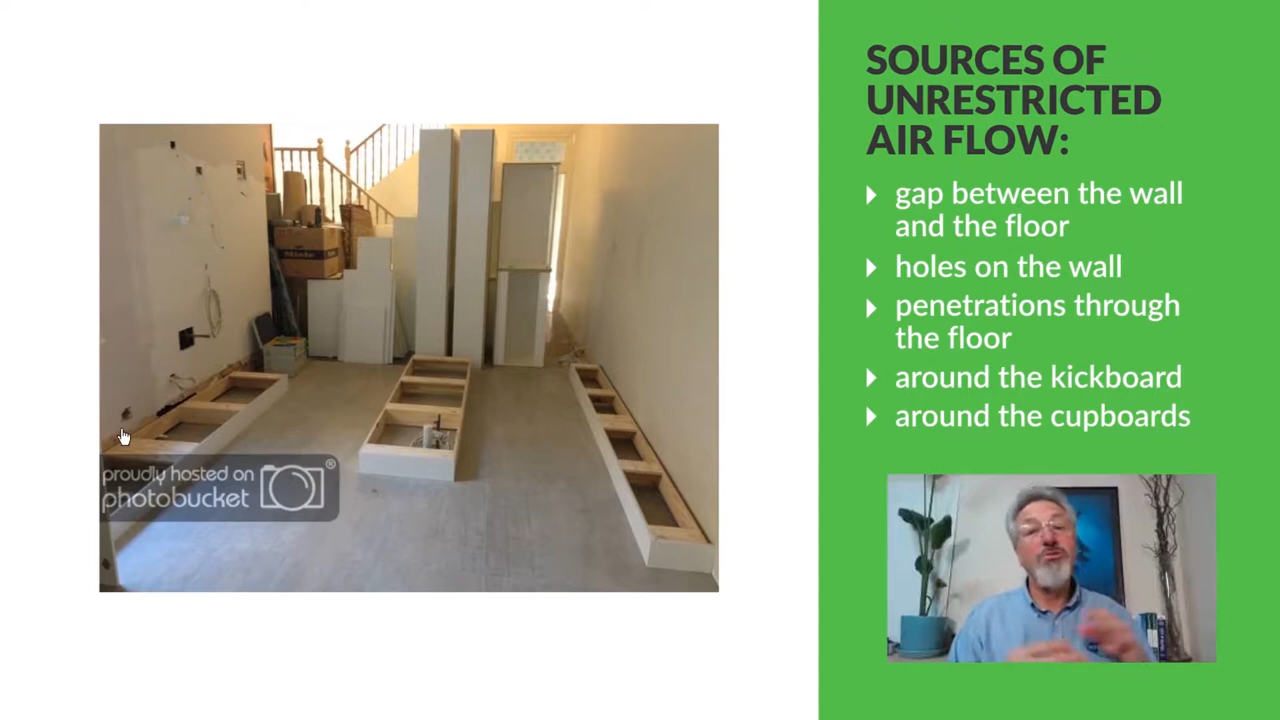 SOURCES OF
UNRESTRICTED
AIR FLOW:
gap between the wall
and the floor
holes on the wall
penetrations through
the floor
around the kickboard
around the cupboards
proudly hosted on
photobucket
®